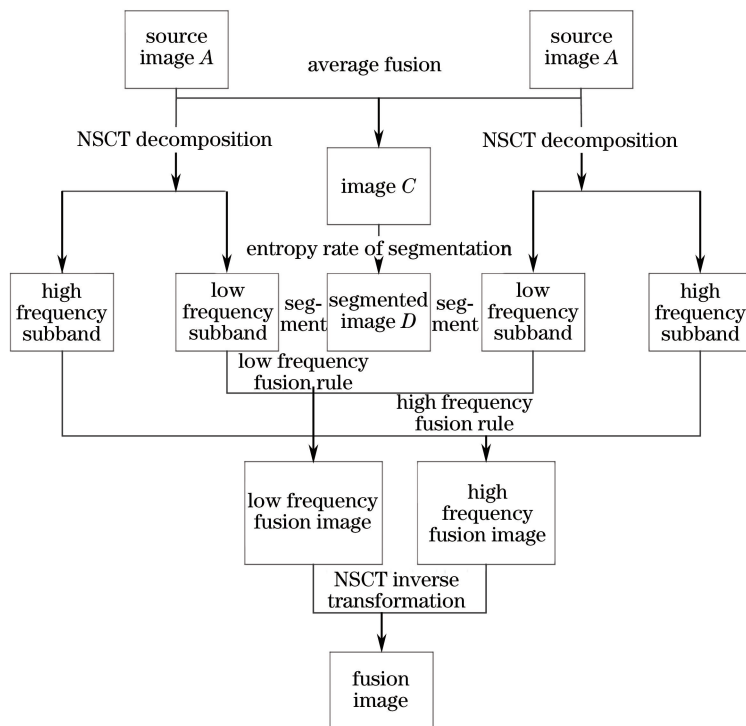 source
image A
source
image A
average fusion
NSCT decomposition
NSCT decomposition
image C
entropy rate of segmentation
high
frequency
subband
low
frequency
subband
seg-
ment
segmented
image D
seg-
ment
low
frequency
subband
high
frequency
subband
low frequency
fusion rule
high frequency
fusion rule
low frequency
fusion image
high
frequency
fusion image
NSCT inverse
transformation
fusion
image